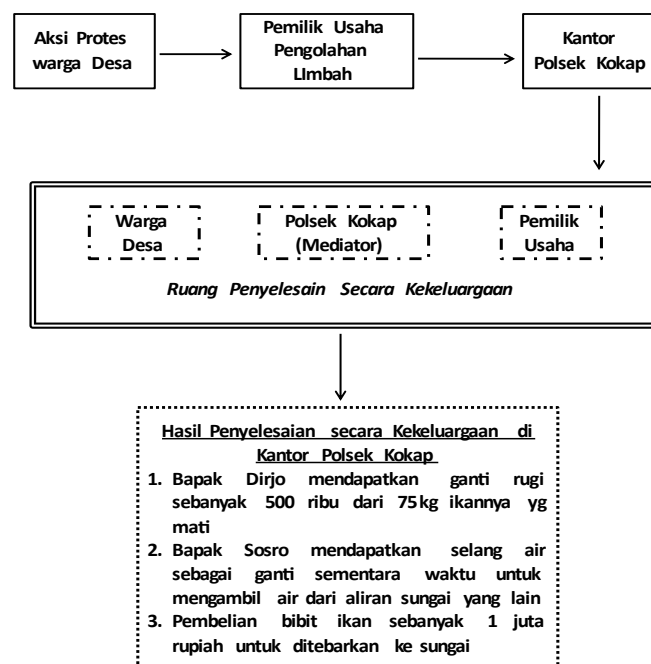 Aksi Protes
warga Desa
Pemilik Usaha
Pengolahan
LImbah
Kantor
Polsek Kokap
Warga
Desa
Polsek Kokap
(Mediator)
Pemilik
Usaha
Ruang Penyelesain Secara Kekeluargaan
Hasil Penyelesaian secara Kekeluargaan di
Kantor Polsek Kokap
1. Bapak Dirjo mendapatkan ganti rugi
sebanyak 500 ribu dari 75kg ikannya yg
mati
2. Bapak Sosro mendapatkan selang air
sebagai ganti sementara waktu untuk
mengambil air dari aliran sungai yang lain
3. Pembelian bibit ikan sebanyak 1 juta
rupiah untuk ditebarkan ke sungai